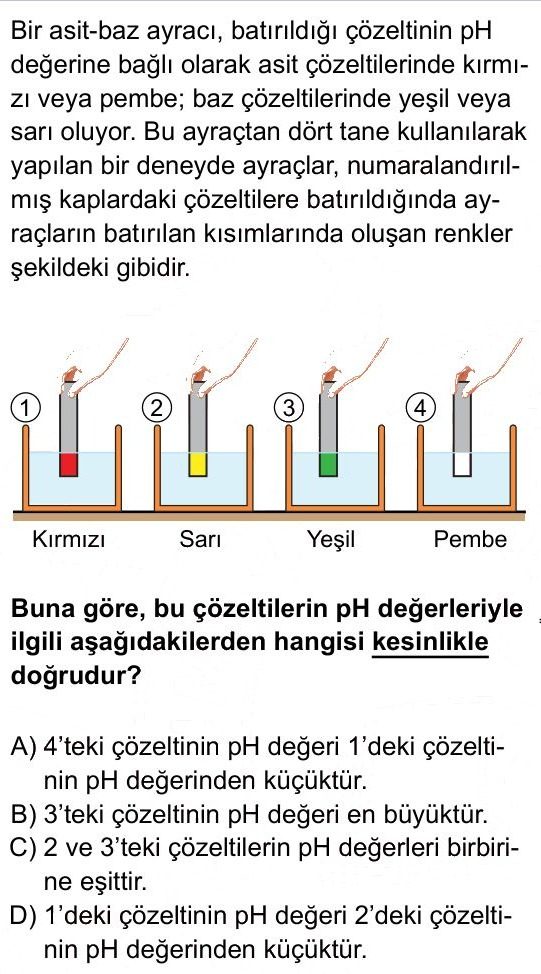 Bir asit-baz ayracı, batırıldığı çözeltinin pH
değerine bağlı olarak asit çözeltilerinde kırmı-
zı veya pembe; baz çözeltilerinde yeşil veya
sarı oluyor. Bu ayraçtan dört tane kullanılarak
yapılan bir deneyde ayraçlar, numaralandırıl-
mış kaplardaki çözeltilere batırıldığında ay-
raçların batırılan kısımlarında oluşan renkler
şekildeki gibidir.
1 2 3 4
Kırmızı Sarı Yeşil Pembe
Buna göre, bu çözeltilerin pH değerleriyle
ilgili aşağıdakilerden hangisi kesinlikle
doğrudur?
A) 4’teki çözeltinin pH değeri 1’deki çözelti-
nin pH değerinden küçüktür.
B) 3’teki çözeltinin pH değeri en büyüktür.
C) 2 ve 3’teki çözeltilerin pH değerleri birbiri-
ne eşittir.
D) 1’deki çözeltinin pH değeri 2’deki çözelti-
nin pH değerinden küçüktür.